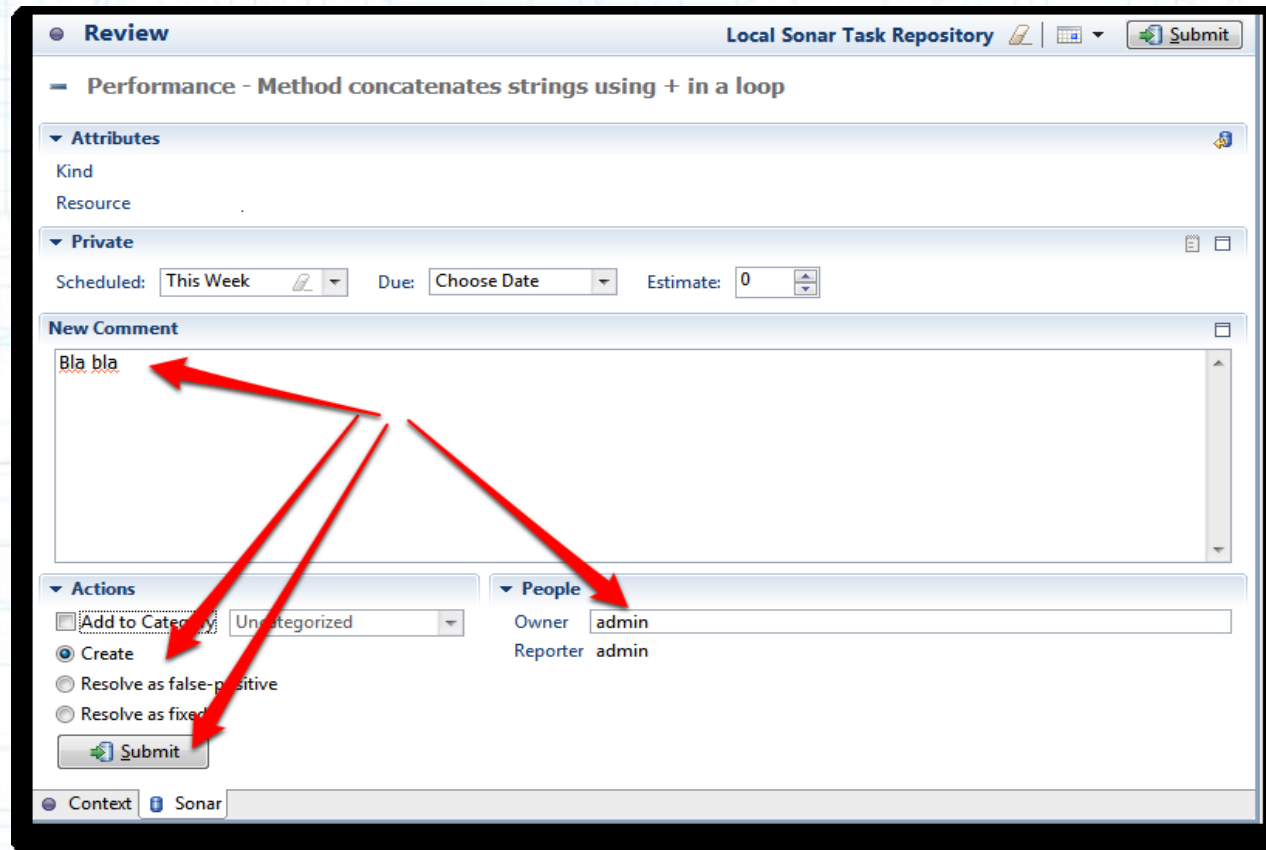 Review Local Sonar Task Repository Submit
Performance - Method concatenates strings using + in a loop
Attributes
Kind
Resource
Private
Scheduled: This Week Due: Choose Date Estimate: 0
New Comment
Bla bla
Actions People
Add to Category Uncategorized Owner admin
Create Reporter admin
Resolve as false-positive
Resolve as fixed
Submit
Context Sonar